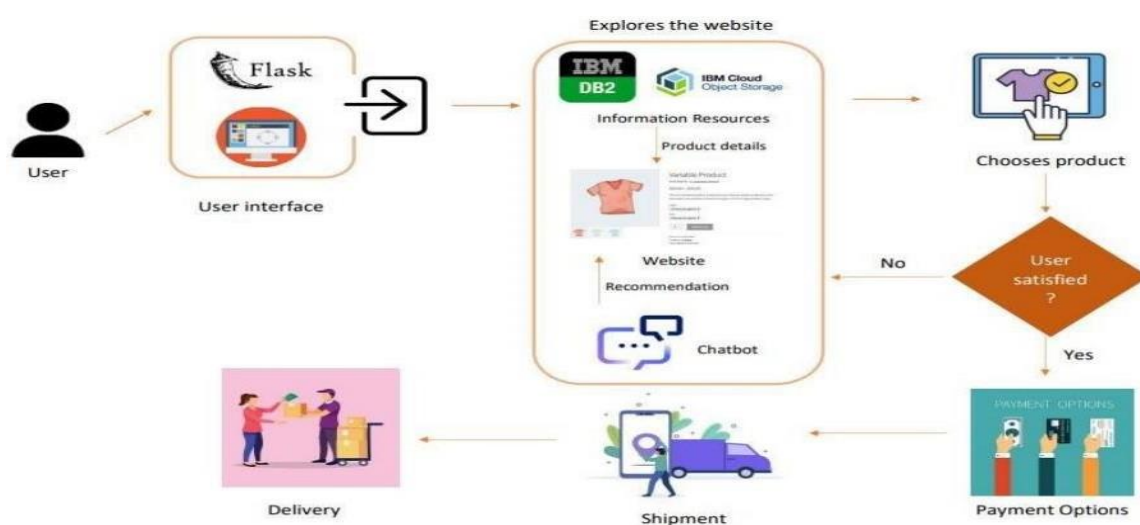 Explores the website
Flask
IBM
DB2
IBM Cloud
Object Storage
Information Resources
Product details
Variable Product
Website
Recommendation
Chatbot
User
User interface
Chooses product
User
satisfied
?
No
Yes
PAYMENT OPTIONS
Payment Options
Shipment
Delivery